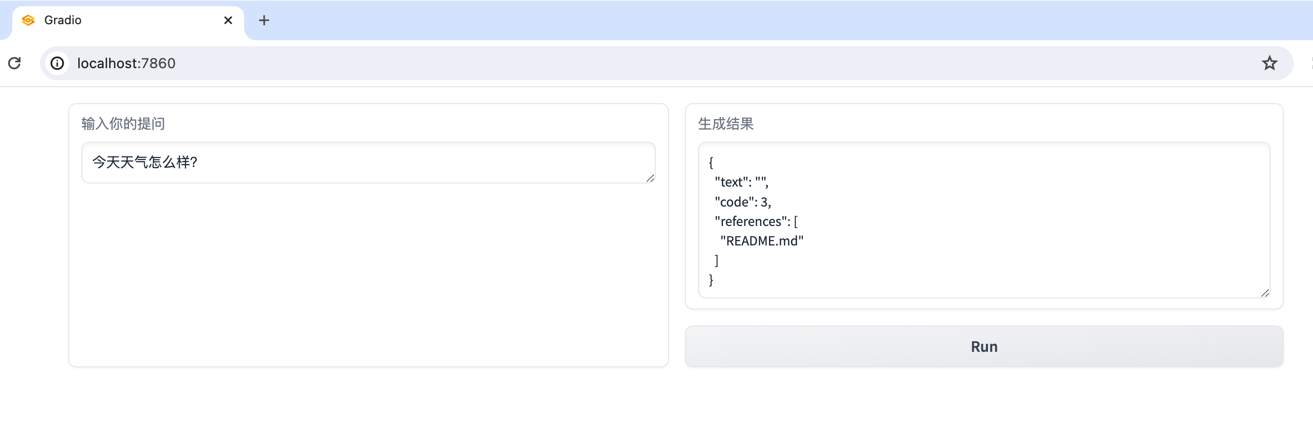 Gradio
localhost:7860
输入你的提问
今天天气怎么样?
生成结果
{
"text": "",
"code": 3,
"references": [
"README.md"
]
}
Run